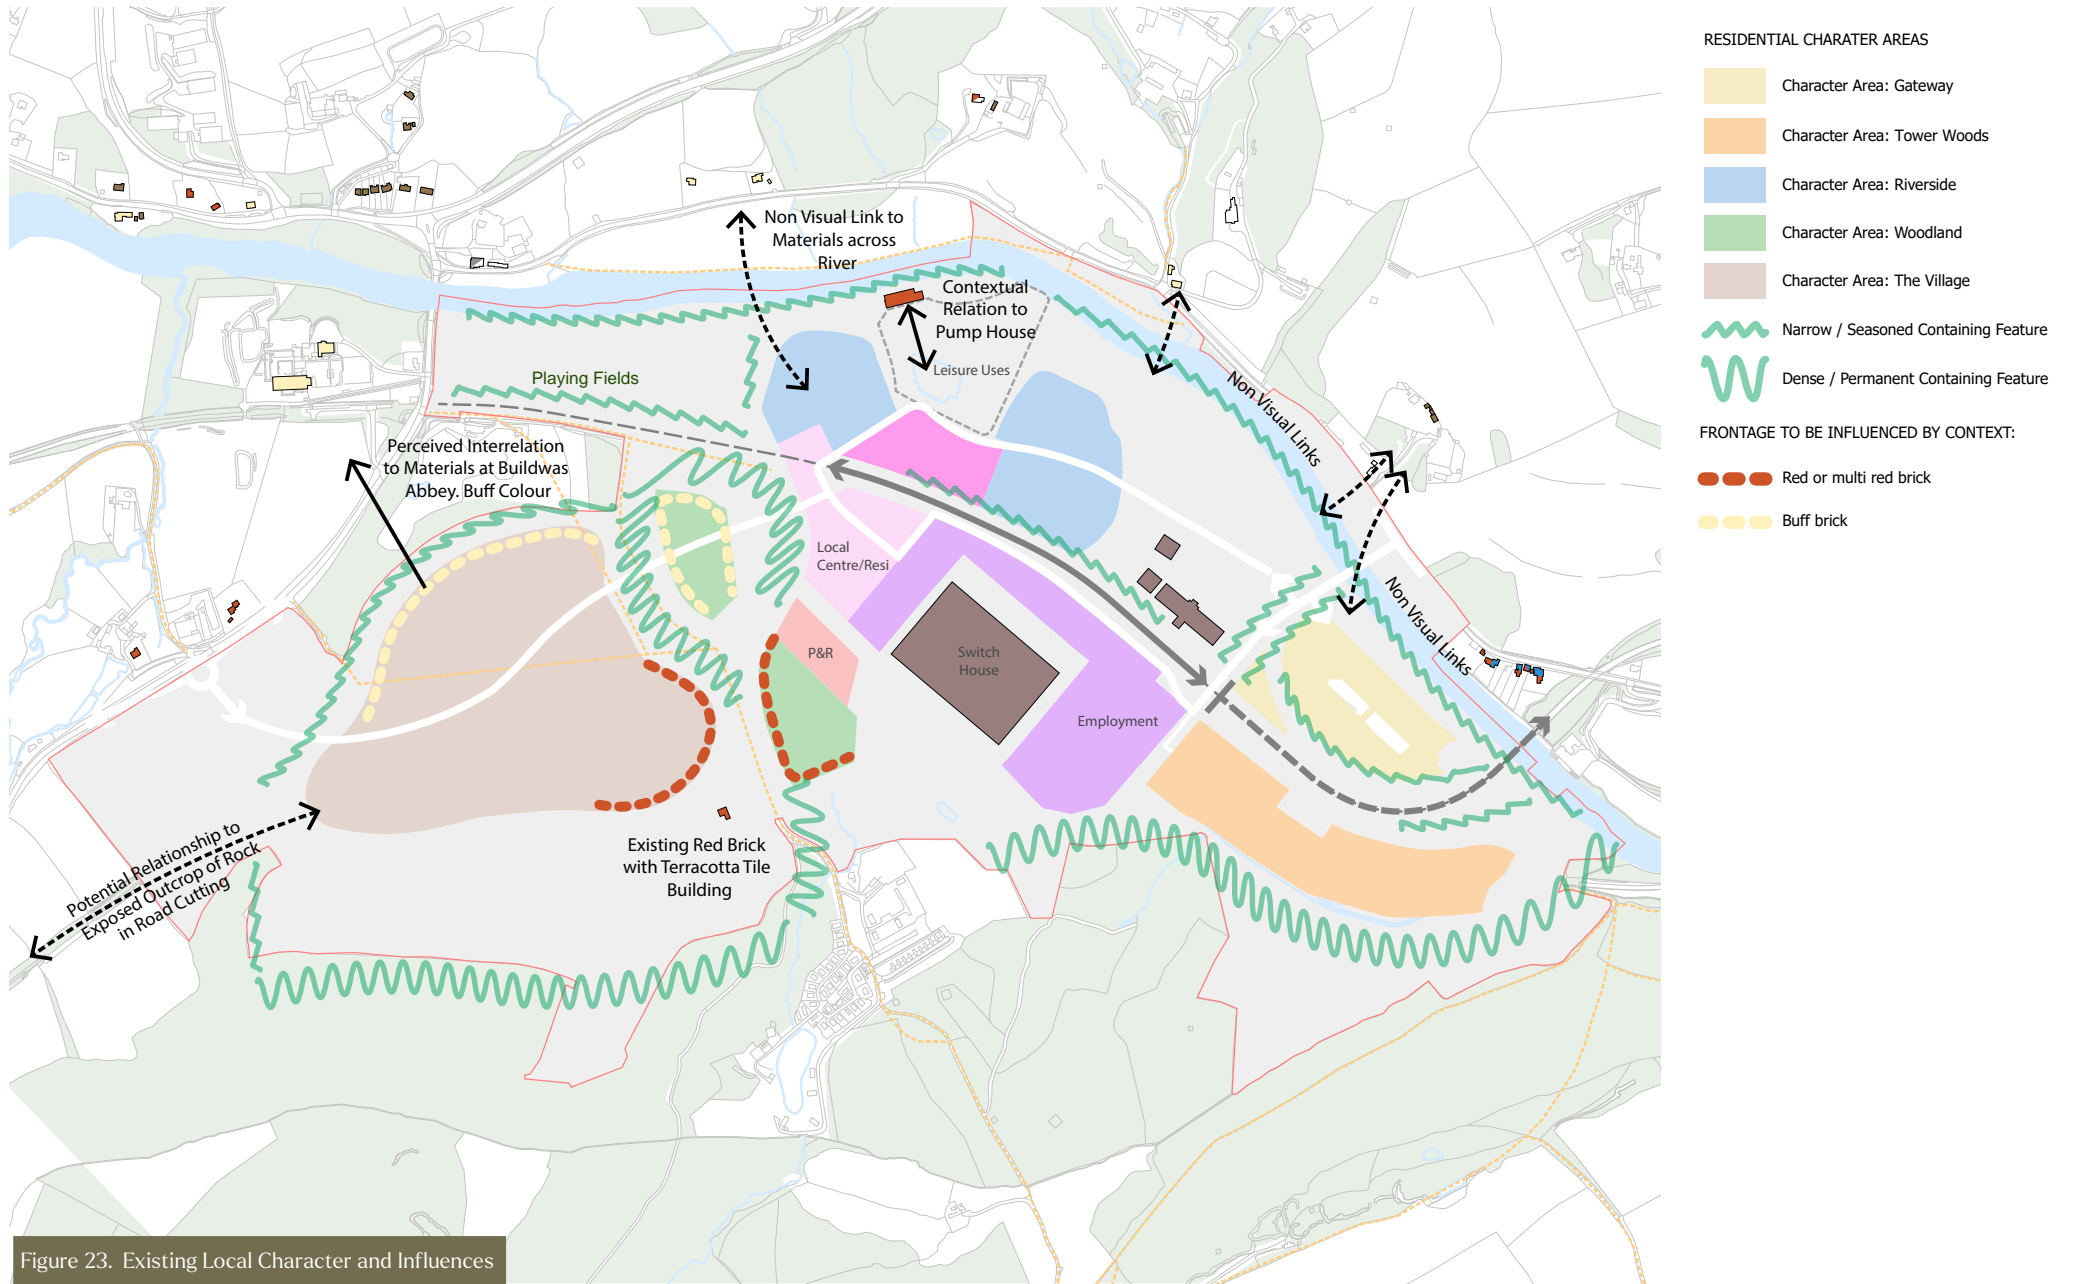 Non Visual Link to
Materials across
River
Contextual
Relation to
Pump House
Leisure Uses
Playing Fields
Non Visual Links
Perceived Interrelation
to Materials at Buildwas
Abbey. Buff Colour
Local
Centre/Resi
Non Visual Links
P&R
Switch
House
Employment
Existing Red Brick
with Terracotta Tile
Building
Potential Relationship to
Exposed Outcrop of Rock
in Road Cutting
Figure 23. Existing Local Character and Influences
RESIDENTIAL CHARATER AREAS
Character Area: Gateway
Character Area: Tower Woods
Character Area: Riverside
Character Area: Woodland
Character Area: The Village
Narrow / Seasoned Containing Feature
Dense / Permanent Containing Feature
FRONTAGE TO BE INFLUENCED BY CONTEXT:
Red or multi red brick
Buff brick